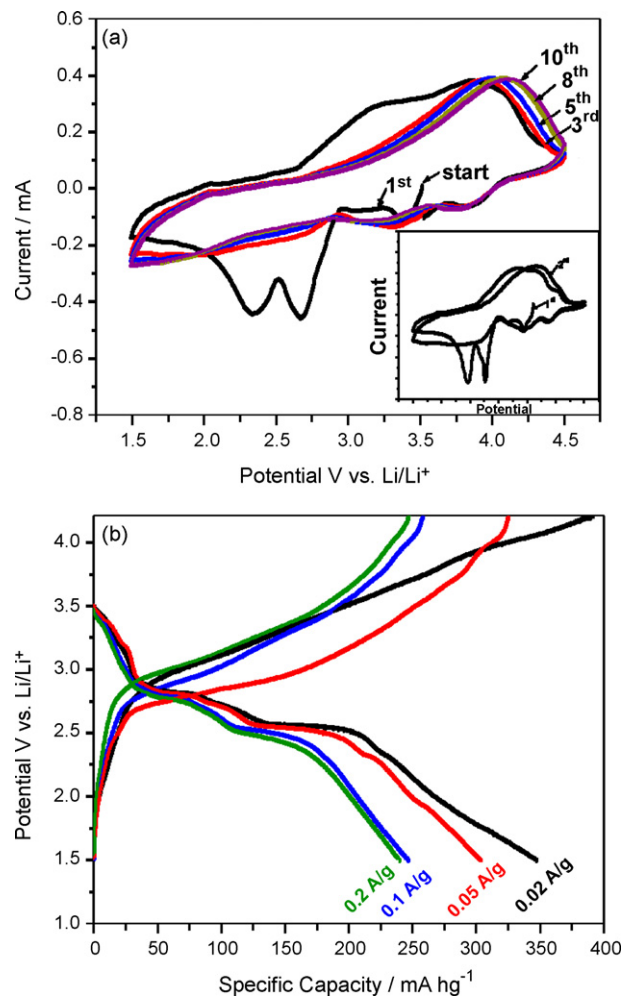 (a)
10th
8th
5th
3rd
start
1st
0.8
0.6
0.4
0.2
0.0
-0.2
-0.4
-0.6
-0.8
Current / mA
1.5 2.0 2.5 3.0 3.5 4.0 4.5
Potential V vs. Li/Li+
Current
Potential
(b)
4.0
3.5
3.0
2.5
2.0
1.5
1.0
Potential V vs. Li/Li+
0.2 A/g
0.1 A/g
0.05 A/g
0.02 A/g
0 50 100 150 200 250 300 350 400
Specific Capacity / mA hg-1